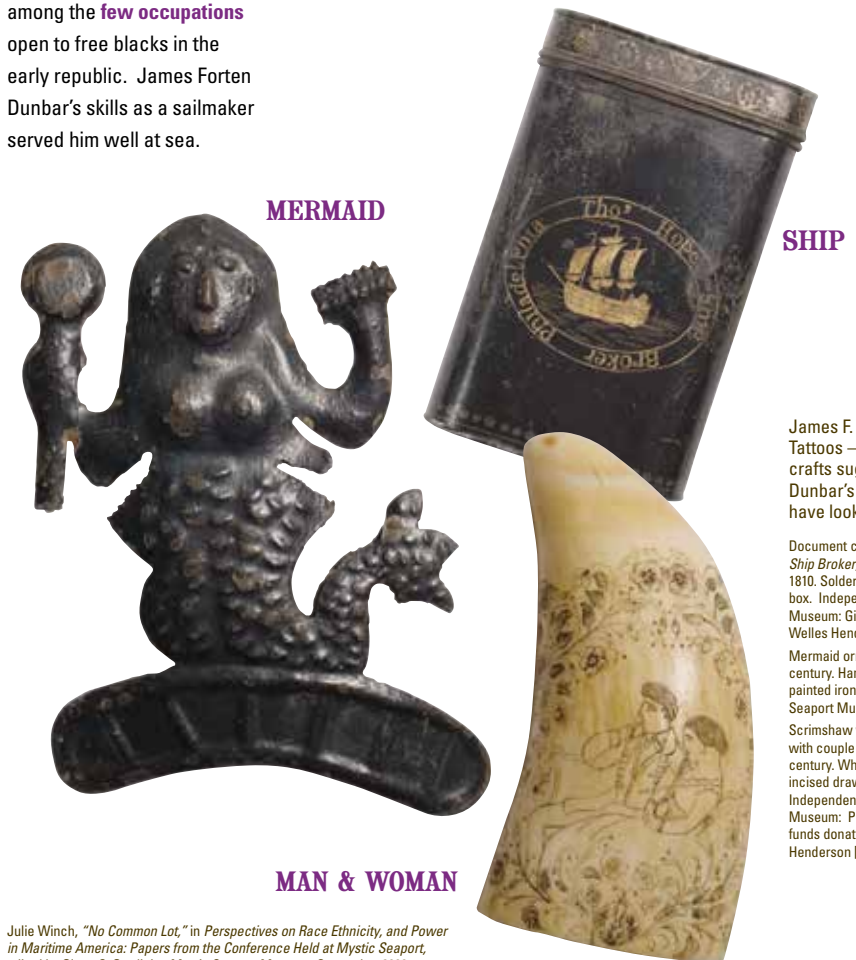 among the few occupations
open to free blacks in the
early republic. James Forten
Dunbar's skills as a sailmaker
served him well at sea.
MERMAID
SHIP
Tho.s Hope
Ship
Broker
Philadelphia
James F.
Tattoos –
crafts sug
Dunbar's
have look
Document c
Ship Broker,
1810. Solder
box. Indepe
Museum: Gi
Welles Hend
Mermaid or
century. Ha
painted iron
Seaport Mu
Scrimshaw
with couple
century. Wh
incised draw
Independen
Museum: P
funds donat
Henderson [
MAN & WOMAN
Julie Winch, "No Common Lot," in Perspectives on Race Ethnicity, and Power
in Maritime America: Papers from the Conference Held at Mystic Seaport,